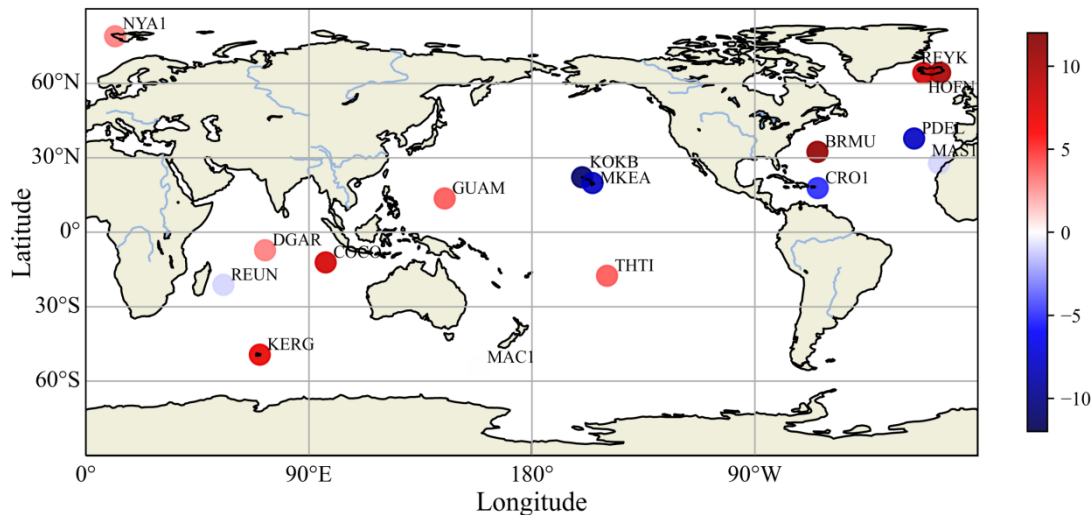 NYA1
REYK
HOFN
60°N
PDEL
BRMU
MAS1
30°N
KOKB
MKEA
CRO1
GUAM
0°
DGAR
COCO
REUN
THTI
30°S
KERG
MAC1
60°S
0°
90°E
180°
90°W
Longitude
Latitude
10
5
0
−5
−10